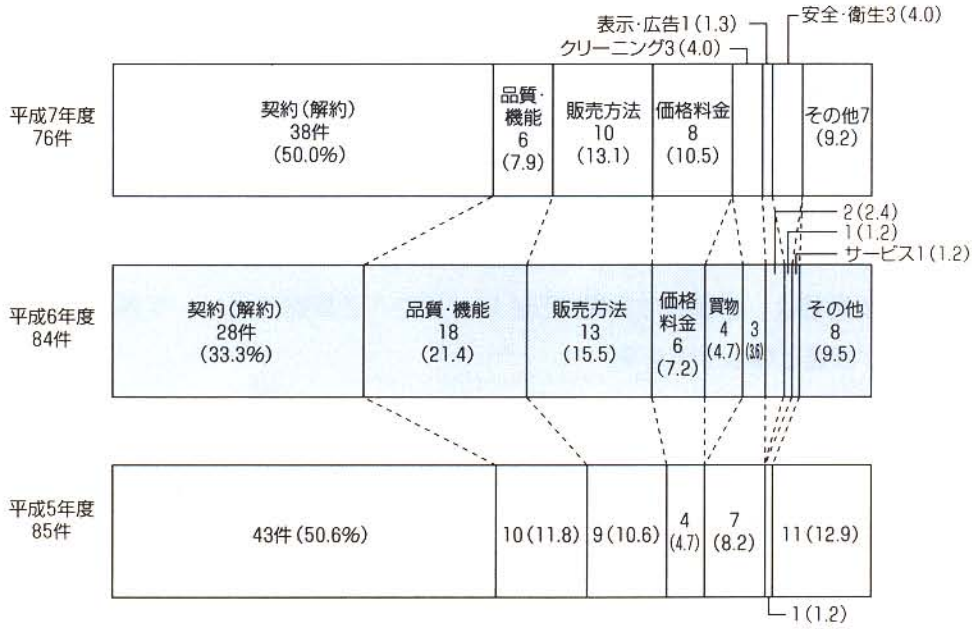 表示・広告1(1.3)
安全・衛生3(4.0)
クリーニング3(4.0)
平成7年度
76件
契約(解約)
38件
(50.0%)
品質・
機能
6
(7.9)
販売方法
10
(13.1)
価格料金
8
(10.5)
その他7
(9.2)
2(2.4)
1(1.2)
サービス1(1.2)
平成6年度
84件
契約(解約)
28件
(33.3%)
品質・機能
18
(21.4)
販売方法
13
(15.5)
価格
料金
6
(7.2)
買物
4
(4.7)
3
(3.6)
その他
8
(9.5)
平成5年度
85件
43件(50.6%)
10(11.8)
9(10.6)
4
(4.7)
7
(8.2)
11(12.9)
1(1.2)